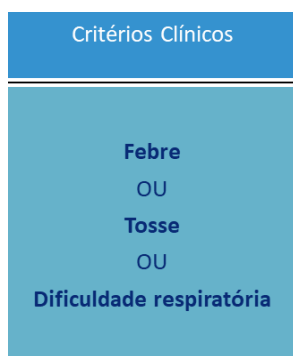 Critérios Clínicos
Febre
OU
Tosse
OU
Dificuldade respiratória